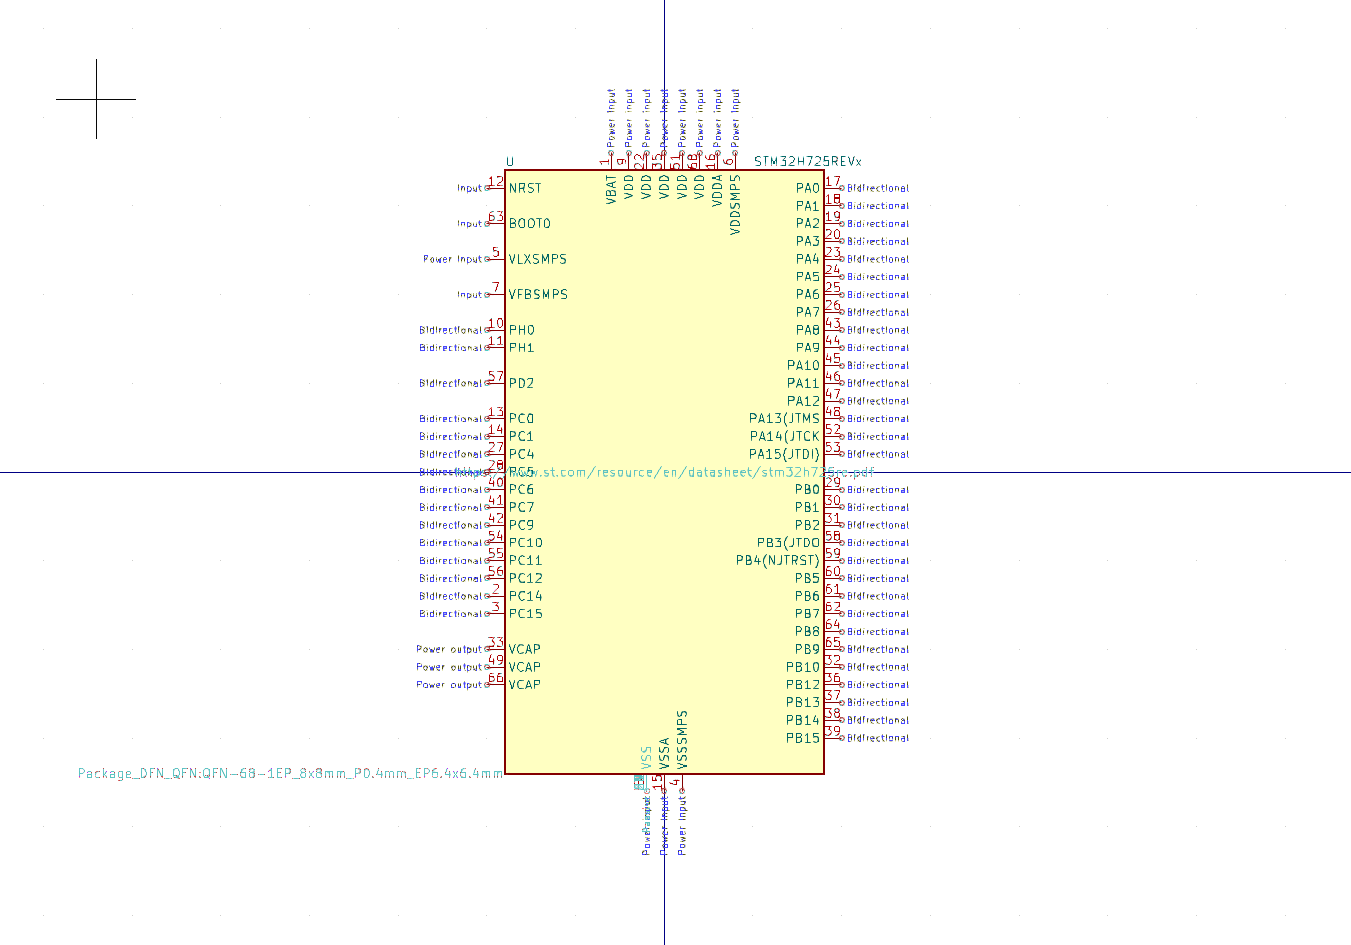 Power input Power input Power input Power input Power input Power input Power input Power input
1 9 22 35 51 68 16 6
U STM32H725REVx
VBAT VDD VDD VDD VDD VDD VDDA VDDSMPS
Input 12 NRST PA0 17 Bidirectional
PA1 18 Bidirectional
Input 63 BOOT0 PA2 19 Bidirectional
PA3 20 Bidirectional
Power input 5 VLXSMPS PA4 23 Bidirectional
PA5 24 Bidirectional
Input 7 VFBSMPS PA6 25 Bidirectional
PA7 26 Bidirectional
Bidirectional 10 PH0 PA8 43 Bidirectional
Bidirectional 11 PH1 PA9 44 Bidirectional
PA10 45 Bidirectional
Bidirectional 57 PD2 PA11 46 Bidirectional
PA12 47 Bidirectional
Bidirectional 13 PC0 PA13(JTMS 48 Bidirectional
Bidirectional 14 PC1 PA14(JTCK 52 Bidirectional
Bidirectional 27 PC4 PA15(JTDI) 53 Bidirectional
Bidirectional 28 PC5 https://www.st.com/resource/en/datasheet/stm32h725re.pdf
Bidirectional 40 PC6 PB0 29 Bidirectional
Bidirectional 41 PC7 PB1 30 Bidirectional
Bidirectional 42 PC9 PB2 31 Bidirectional
Bidirectional 54 PC10 PB3(JTDO 58 Bidirectional
Bidirectional 55 PC11 PB4(NJTRST) 59 Bidirectional
Bidirectional 56 PC12 PB5 60 Bidirectional
Bidirectional 2 PC14 PB6 61 Bidirectional
Bidirectional 3 PC15 PB7 62 Bidirectional
PB8 64 Bidirectional
Power output 33 VCAP PB9 65 Bidirectional
Power output 49 VCAP PB10 32 Bidirectional
Power output 66 VCAP PB12 36 Bidirectional
PB13 37 Bidirectional
PB14 38 Bidirectional
PB15 39 Bidirectional
VSS VSSA VSSSMPS
Package_DFN_QFN:QFN-68-1EP_8x8mm_P0.4mm_EP6.4x6.4mm
15 4
Power input Power input Power input